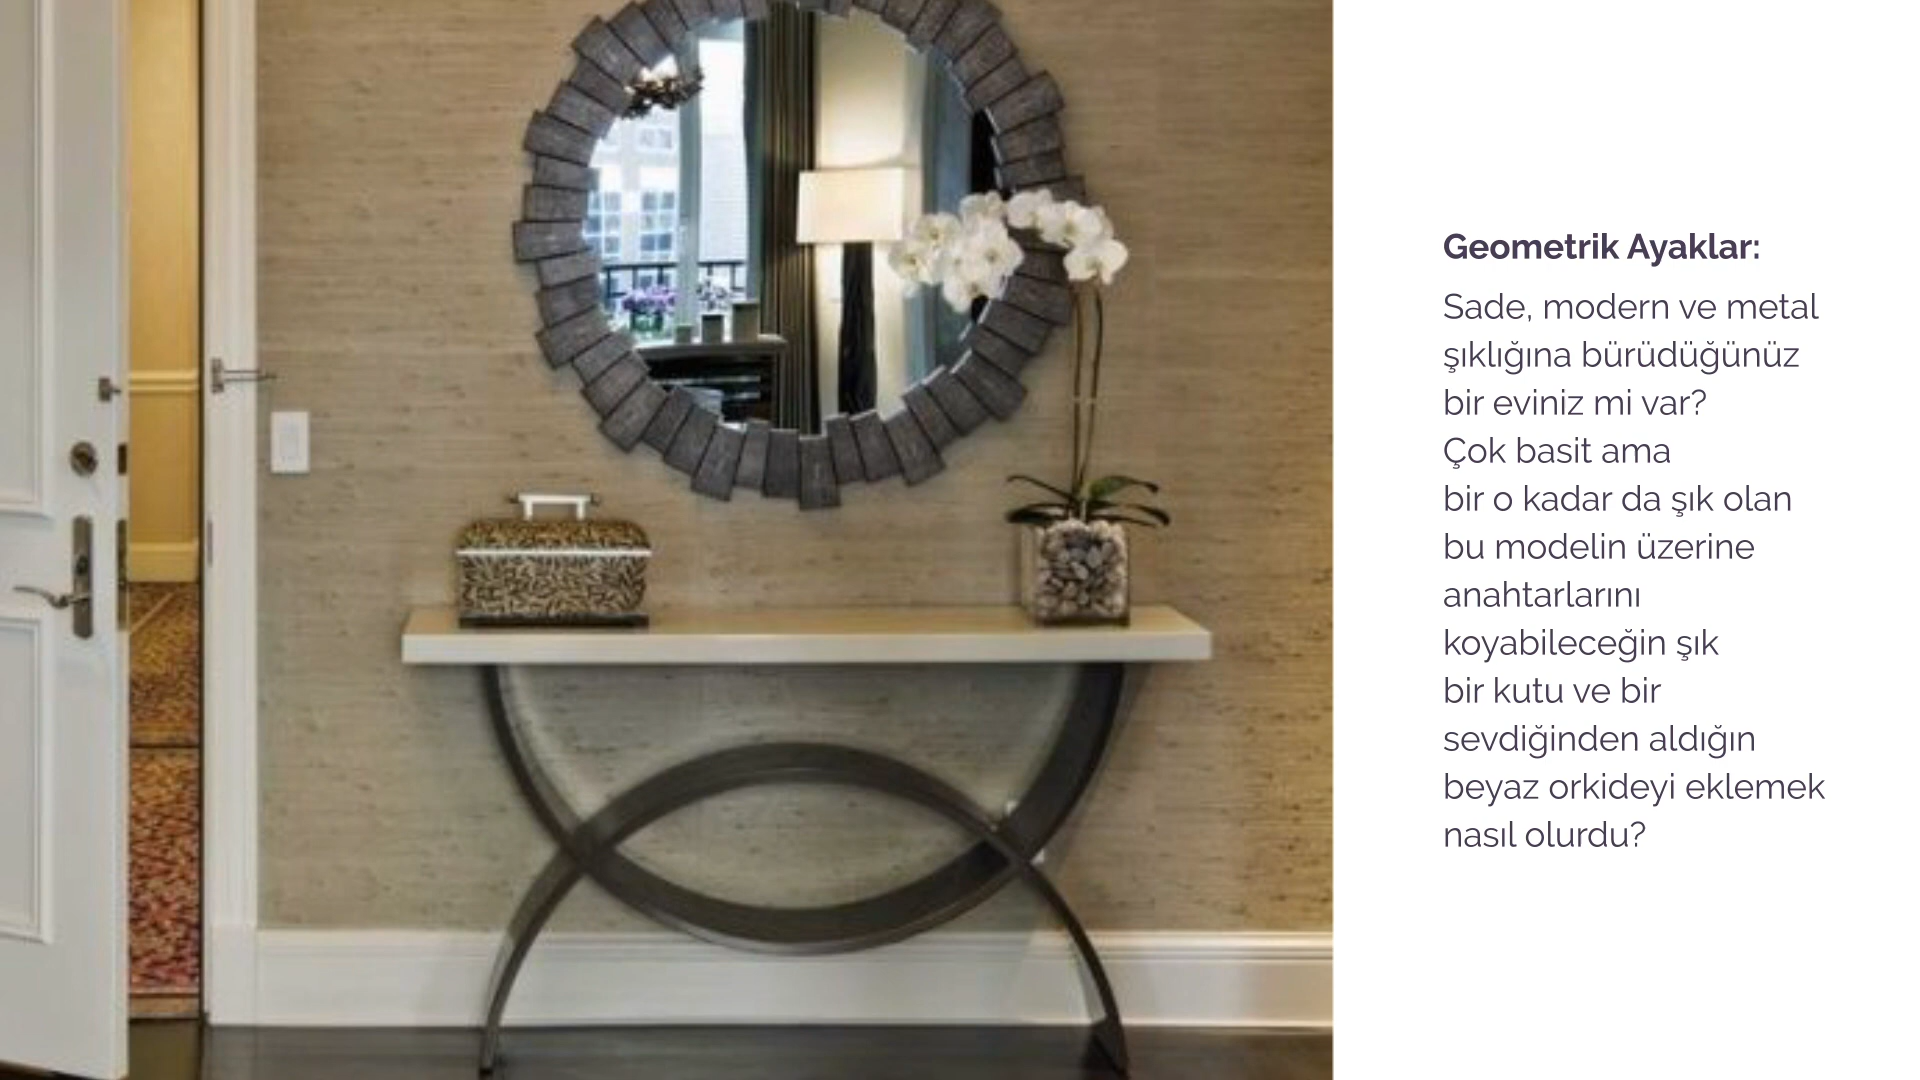 Geometrik Ayaklar:
Sade, modern ve metal
şıklığına bürüdüğünüz
bir eviniz mi var?
Çok basit ama
bir o kadar da şık olan
bu modelin üzerine
anahtarlarını
koyabileceğin şık
bir kutu ve bir
sevdiğinden aldığın
beyaz orkideyi eklemek
nasıl olurdu?